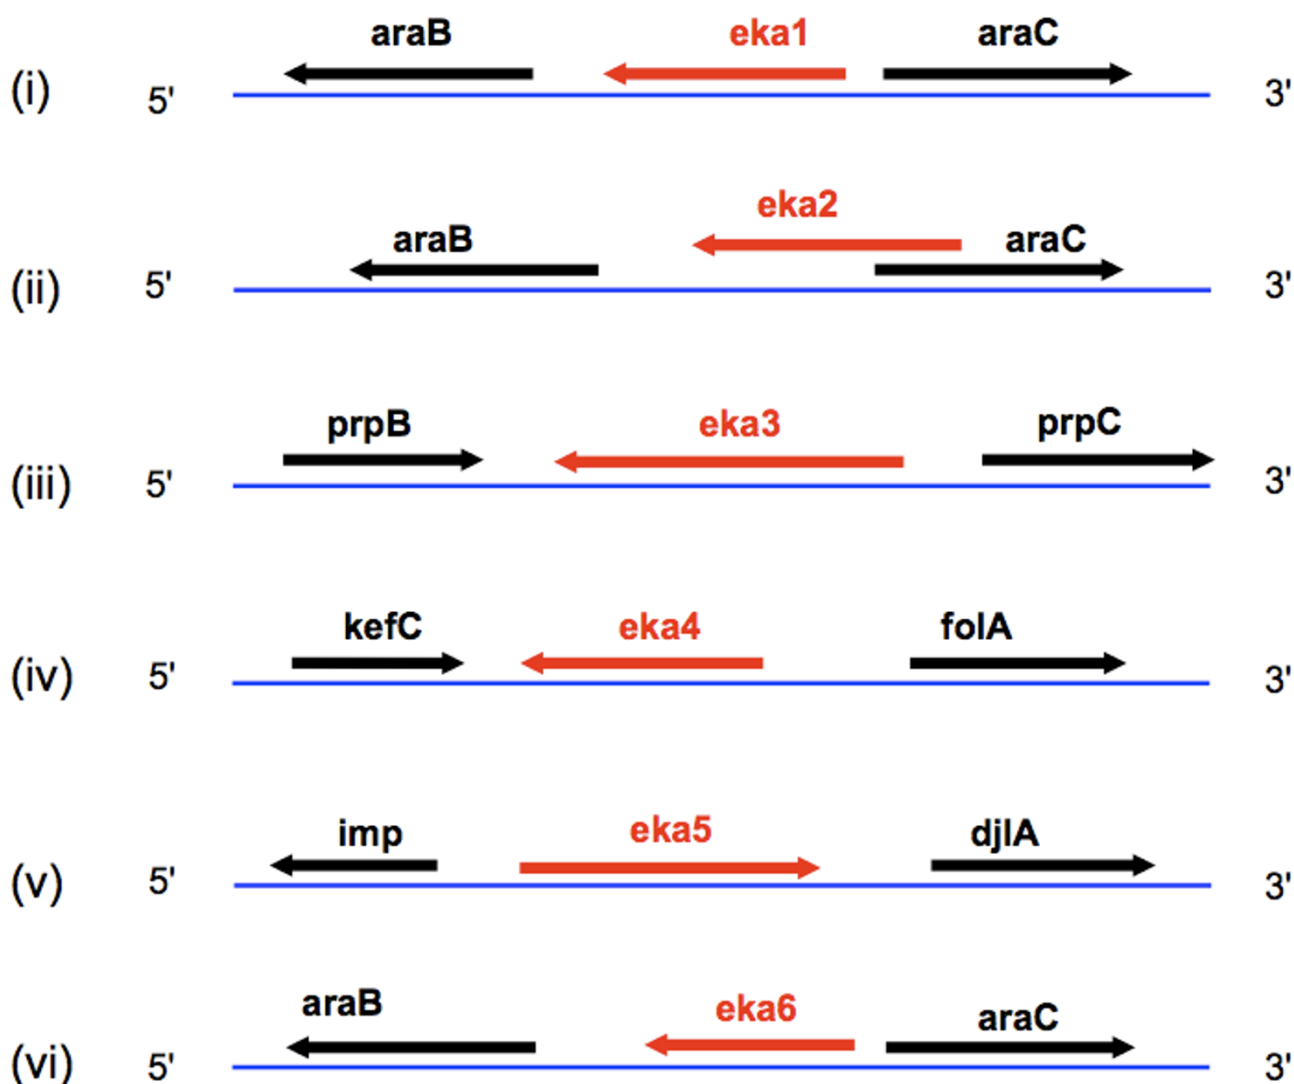 araB eka1 araC
(i) 5' 3'
eka2
araB araC
(ii) 5' 3'
prpB eka3 prpC
(iii) 5' 3'
kefC eka4 folA
(iv) 5' 3'
imp eka5 djlA
(v) 5' 3'
araB eka6 araC
(vi) 5' 3'